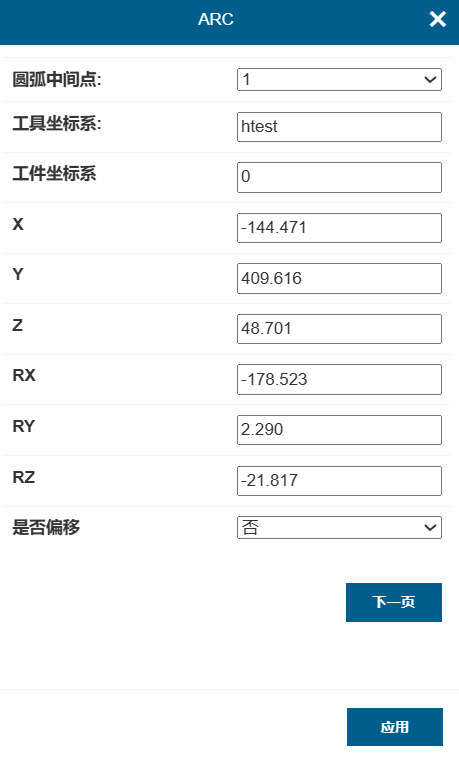 ARC
圆弧中间点: 1
工具坐标系: htest
工件坐标系 0
X -144.471
Y 409.616
Z 48.701
RX -178.523
RY 2.290
RZ -21.817
是否偏移 否
下一页
应用